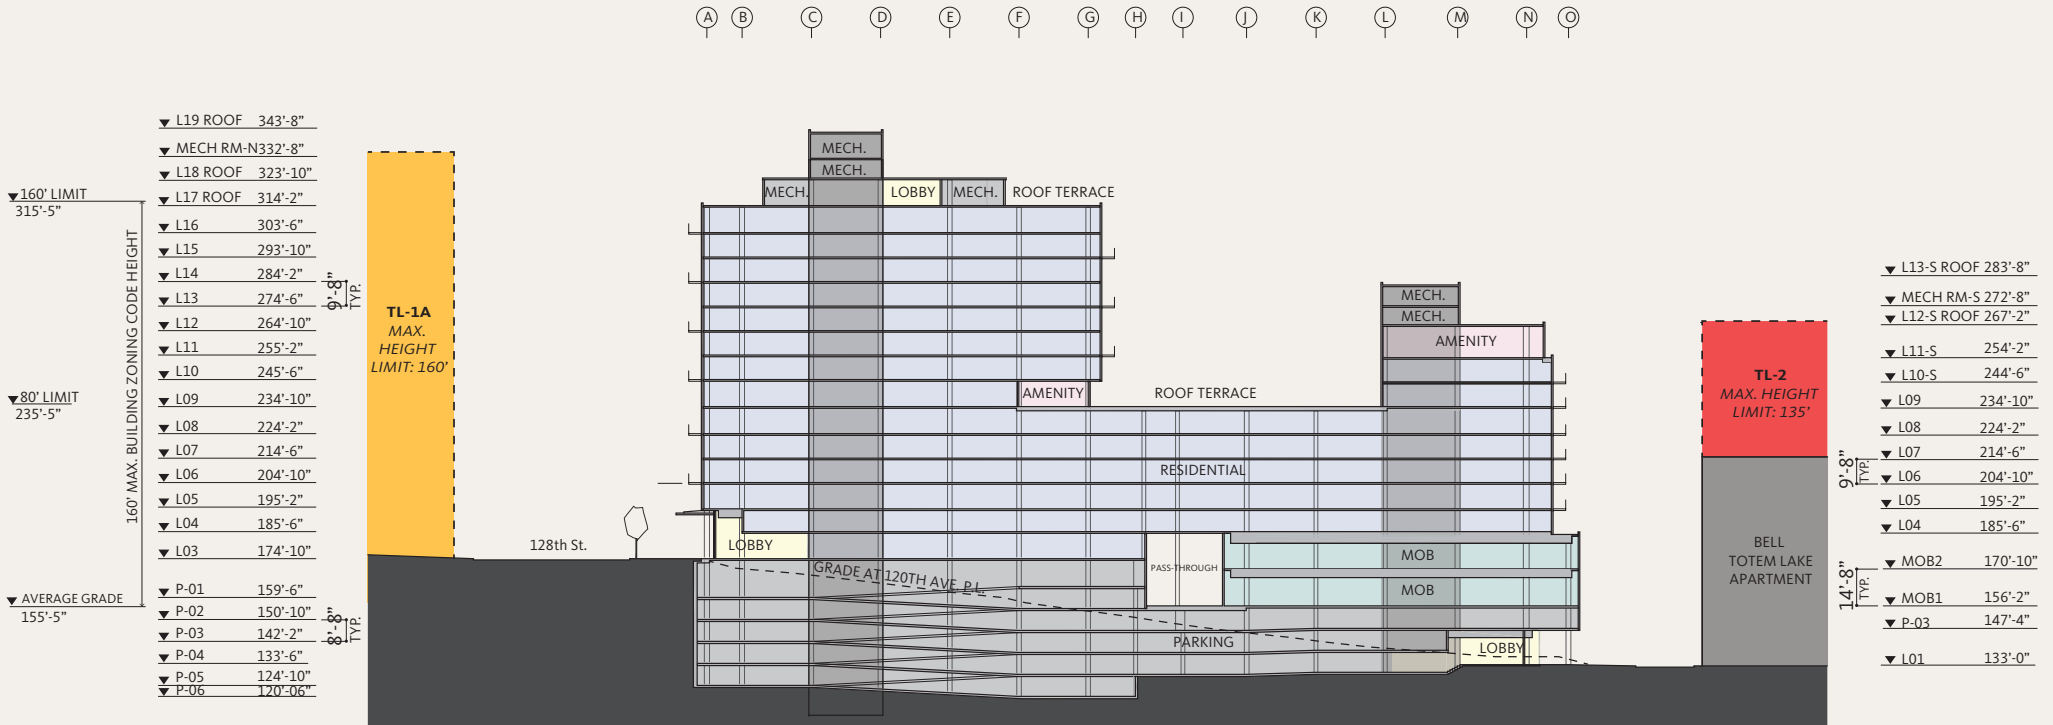 A B C D E F G H I J K L M N O
L19 ROOF 343'-8"
MECH RM-N 332'-8"
L18 ROOF 323'-10"
L17 ROOF 314'-2"
L16 303'-6"
L15 293'-10"
L14 284'-2"
L13 274'-6"
L12 264'-10"
L11 255'-2"
L10 245'-6"
L09 234'-10"
L08 224'-2"
L07 214'-6"
L06 204'-10"
L05 195'-2"
L04 185'-6"
L03 174'-10"
P-01 159'-6"
P-02 150'-10"
P-03 142'-2"
P-04 133'-6"
P-05 124'-10"
P-06 120'-06"
160' LIMIT
315'-5"
80' LIMIT
235'-5"
AVERAGE GRADE
155'-5"
160' MAX. BUILDING ZONING CODE HEIGHT
9'-8"
TYP.
8'-8"
TYP.
TL-1A
MAX.
HEIGHT
LIMIT: 160'
128th St.
MECH.
MECH.
MECH. LOBBY MECH. ROOF TERRACE
AMENITY ROOF TERRACE
MECH.
MECH.
AMENITY
RESIDENTIAL
LOBBY
MOB
PASS-THROUGH
MOB
GRADE AT 120TH AVE. P.L.
PARKING
LOBBY
TL-2
MAX. HEIGHT
LIMIT: 135'
BELL
TOTEM LAKE
APARTMENT
9'-8"
TYP.
14'-8"
TYP.
L13-S ROOF 283'-8"
MECH RM-S 272'-8"
L12-S ROOF 267'-2"
L11-S 254'-2"
L10-S 244'-6"
L09 234'-10"
L08 224'-2"
L07 214'-6"
L06 204'-10"
L05 195'-2"
L04 185'-6"
MOB2 170'-10"
MOB1 156'-2"
P-03 147'-4"
L01 133'-0"